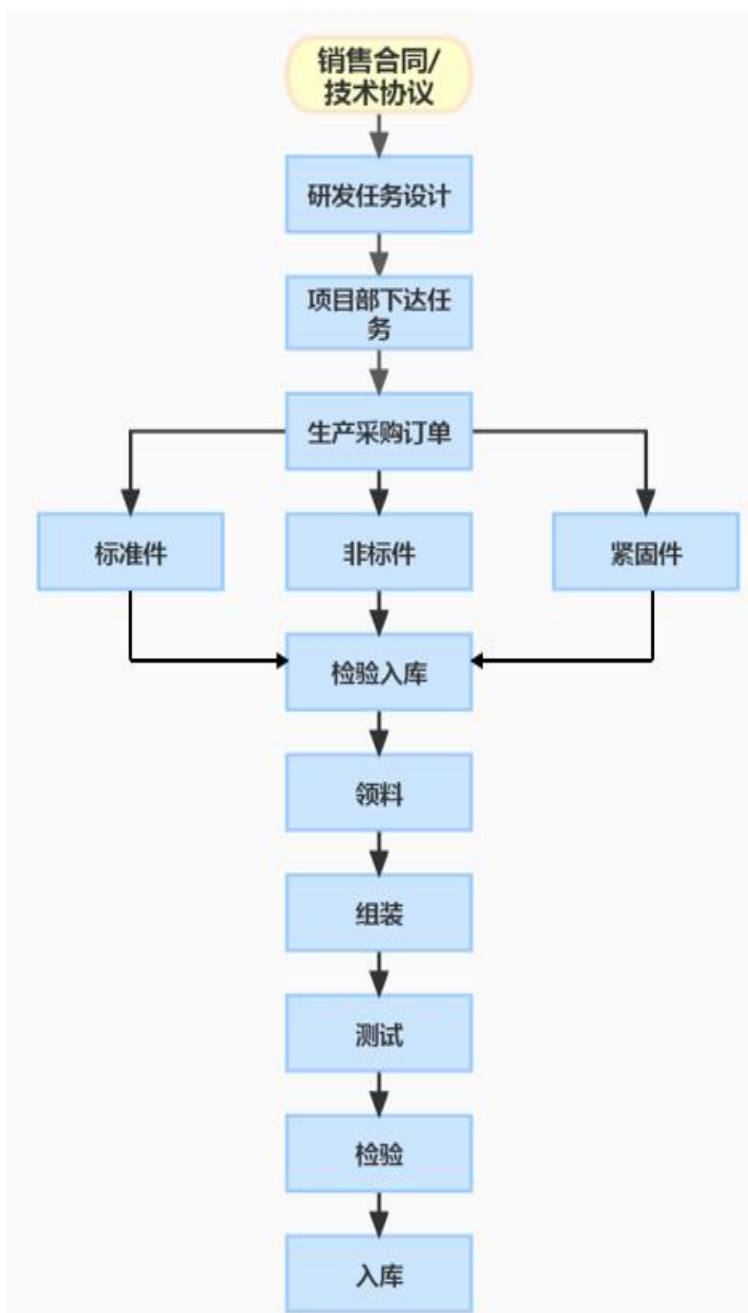 销售合同/
技术协议
研发任务设计
项目部下达任
务
生产采购订单
标准件
非标件
紧固件
检验入库
领料
组装
测试
检验
入库